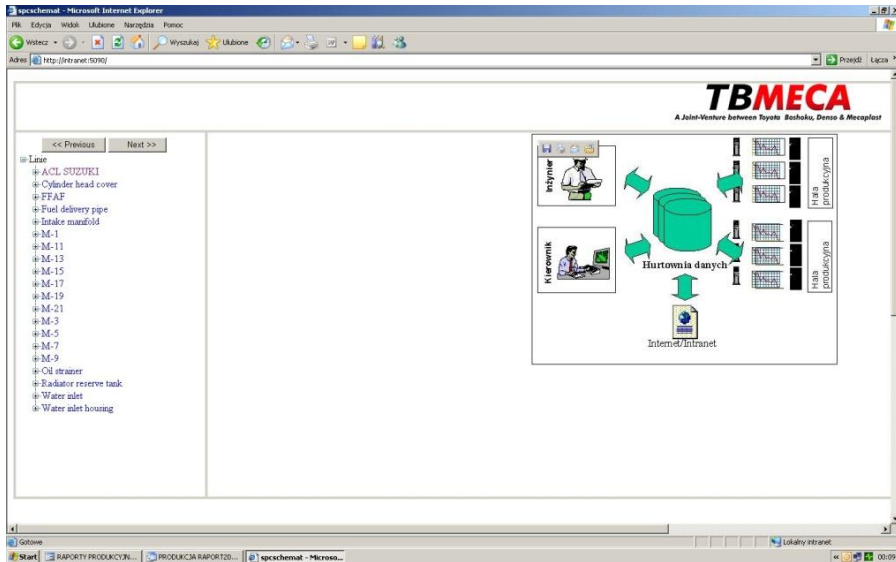 spcschemat - Microsoft Internet Explorer
Plik Edycja Widok Ulubione Narzędzia Pomoc
Wstecz Wyszukaj Ulubione
Adres http://intranet:5090/ Przejdź Łącza
TBMECA
A Joint-Venture between Toyota Boshoku, Denso & Mecaplast
<< Previous Next >>
Linie
ACL SUZUKI
Cylinder head cover
FFAF
Fuel delivery pipe
Intake manifold
M-1
M-11
M-13
M-15
M-17
M-19
M-21
M-3
M-5
M-7
M-9
Oil strainer
Radiator reserve tank
Water inlet
Water inlet housing
Inżynier
Kierownik
Hurtownia danych
Internet/Intranet
Hala produkcyjna
Hala produkcyjna
Gotowe Lokalny intranet
Start RAPORTY PRODUKCYJN... PRODUKCJA RAPORT20... spcschemat - Microso... 00:09